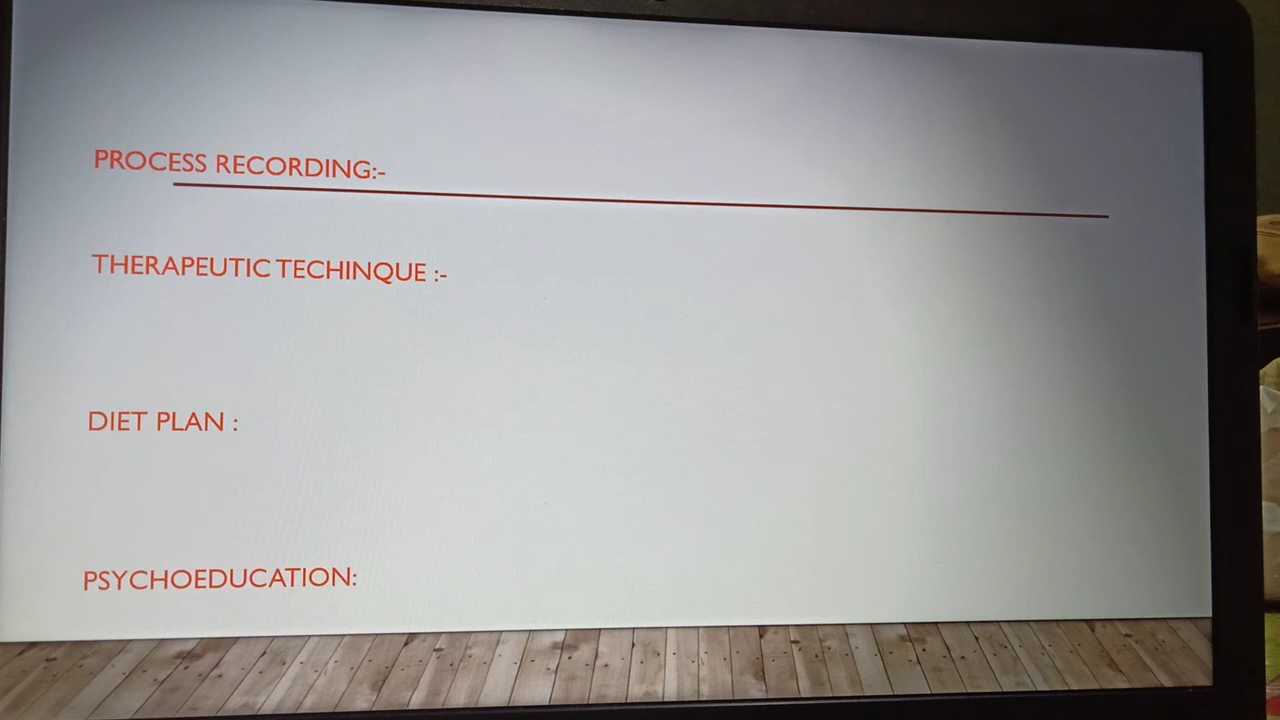 PROCESS RECORDING:-
THERAPEUTIC TECHINQUE :-
DIET PLAN :
PSYCHOEDUCATION: